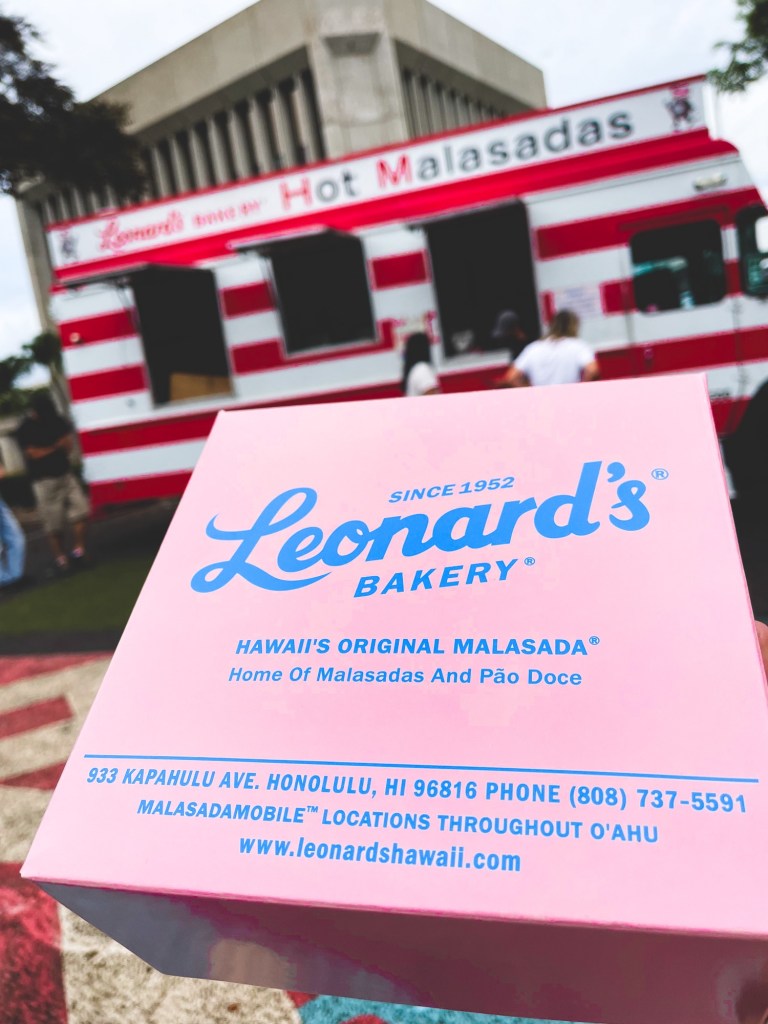 Leonard's BAKERY Hot Malasadas
SINCE 1952
Leonard's®
BAKERY®
HAWAII'S ORIGINAL MALASADA®
Home Of Malasadas And Pão Doce
933 KAPAHULU AVE. HONOLULU, HI 96816 PHONE (808) 737-5591
MALASADAMOBILE™ LOCATIONS THROUGHOUT O'AHU
www.leonardshawaii.com